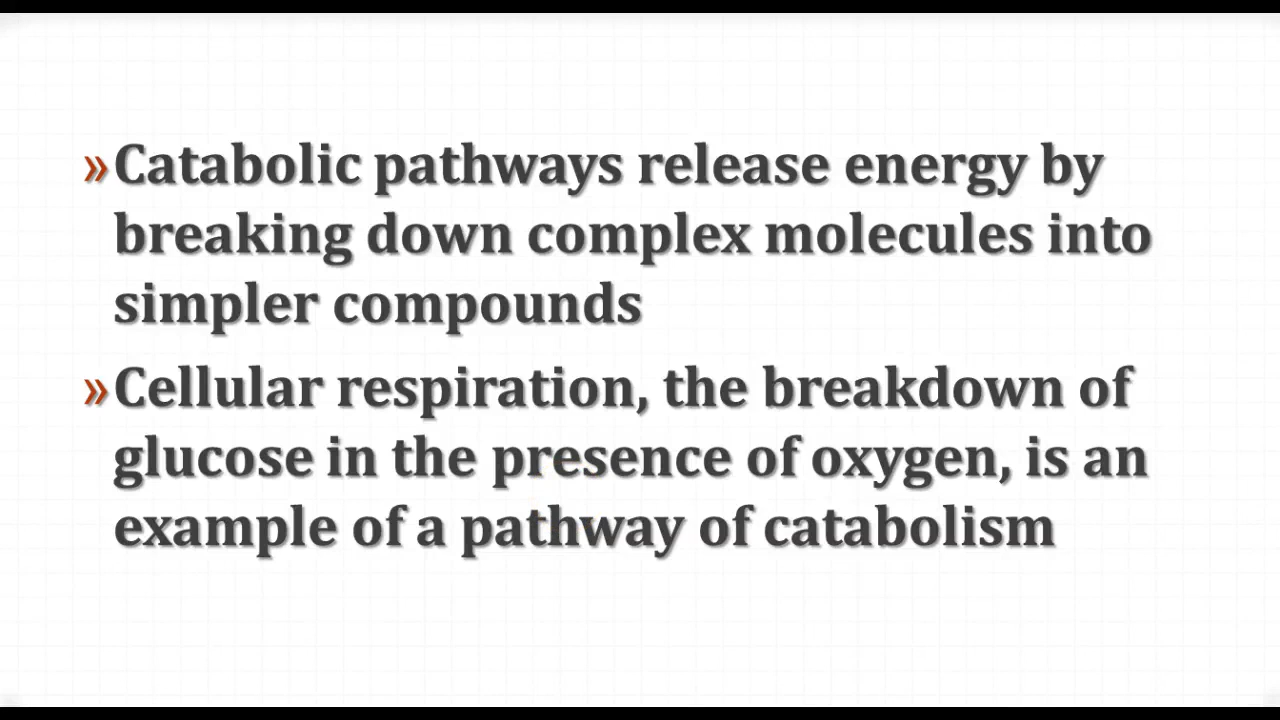 »Catabolic pathways release energy by
breaking down complex molecules into
simpler compounds
»Cellular respiration, the breakdown of
glucose in the presence of oxygen, is an
example of a pathway of catabolism